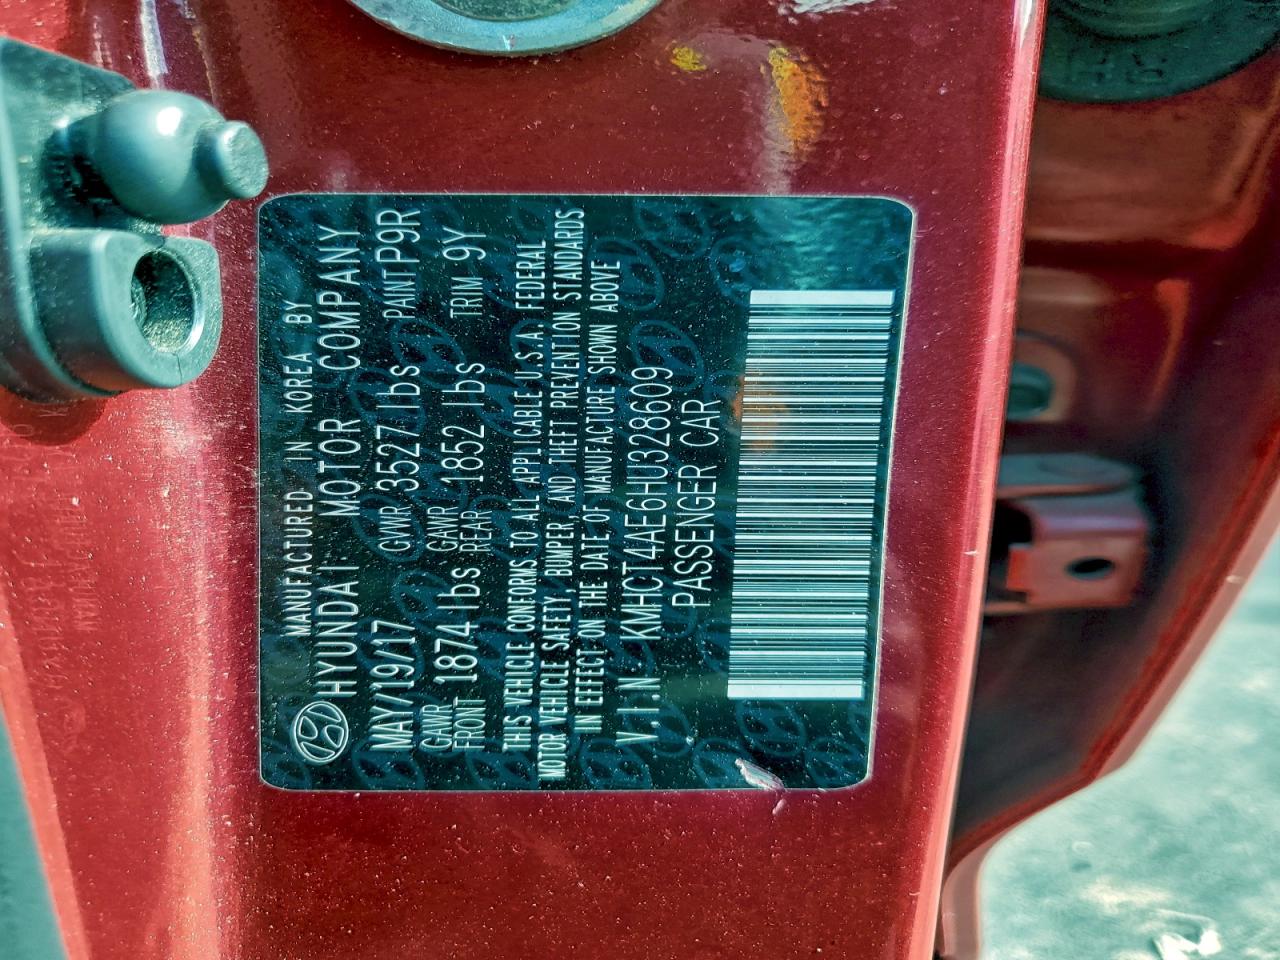 MANUFACTURED IN KOREA BY
HYUNDAI MOTOR COMPANY
MAY/19/17 GVWR 3527 lbs PAINT P9R
GAWR FRONT 1874 lbs GAWR REAR 1852 lbs TRIM 9Y
THIS VEHICLE CONFORMS TO ALL APPLICABLE U.S.A. FEDERAL
MOTOR VEHICLE SAFETY, BUMPER AND THEFT PREVENTION STANDARDS
IN EFFECT ON THE DATE OF MANUFACTURE SHOWN ABOVE
V.I.N: KMHCT4AE6HU328609
PASSENGER CAR